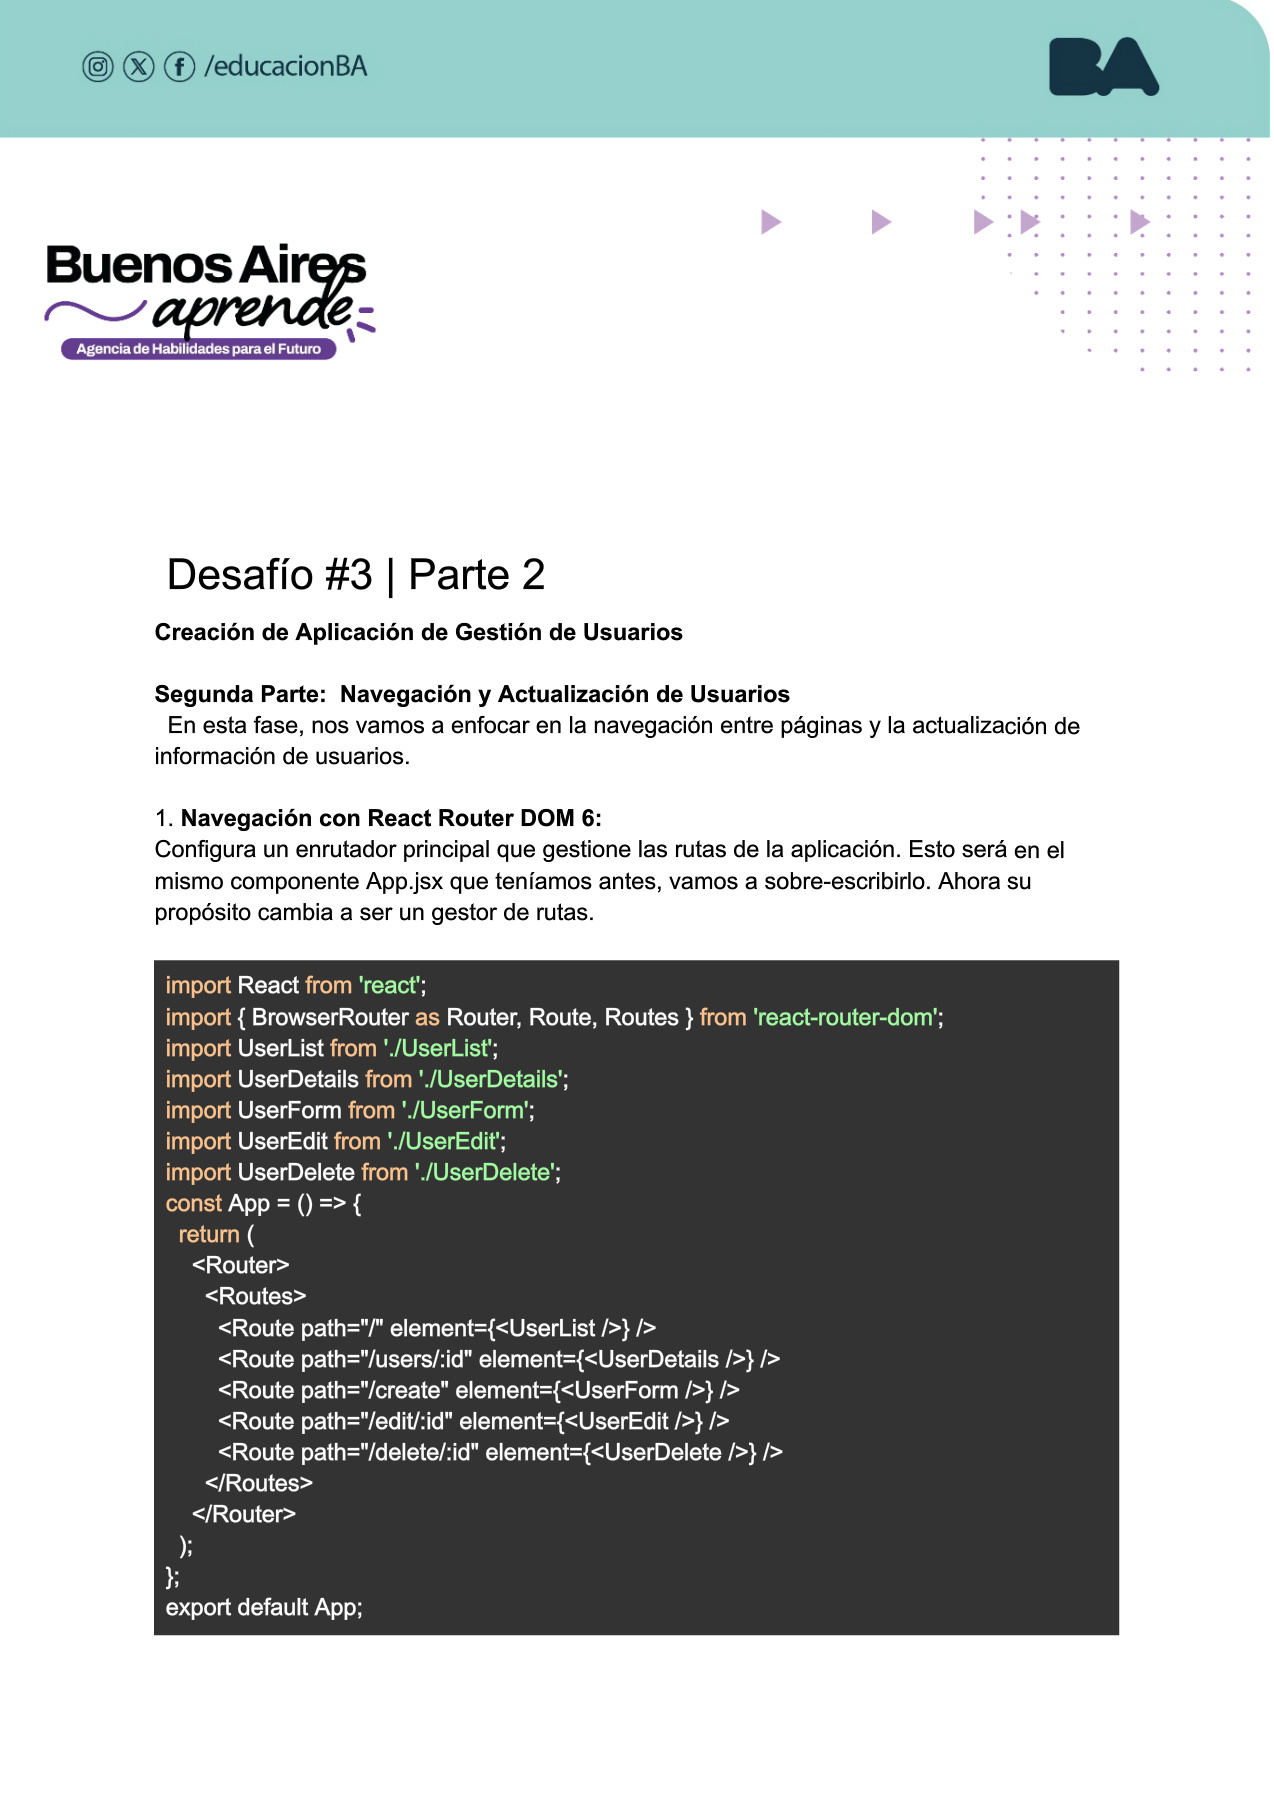 /educacionBA
BA
Buenos Aires
aprende
Agencia de Habilidades para el Futuro
Desafío #3 | Parte 2
Creación de Aplicación de Gestión de Usuarios
Segunda Parte:  Navegación y Actualización de Usuarios
En esta fase, nos vamos a enfocar en la navegación entre páginas y la actualización de
información de usuarios.
1. Navegación con React Router DOM 6:
Configura un enrutador principal que gestione las rutas de la aplicación. Esto será en el
mismo componente App.jsx que teníamos antes, vamos a sobre-escribirlo. Ahora su
propósito cambia a ser un gestor de rutas.
import React from 'react';
import { BrowserRouter as Router, Route, Routes } from 'react-router-dom';
import UserList from './UserList';
import UserDetails from './UserDetails';
import UserForm from './UserForm';
import UserEdit from './UserEdit';
import UserDelete from './UserDelete';
const App = () => {
  return (
    <Router>
      <Routes>
        <Route path="/" element={<UserList />} />
        <Route path="/users/:id" element={<UserDetails />} />
        <Route path="/create" element={<UserForm />} />
        <Route path="/edit/:id" element={<UserEdit />} />
        <Route path="/delete/:id" element={<UserDelete />} />
      </Routes>
    </Router>
  );
};
export default App;